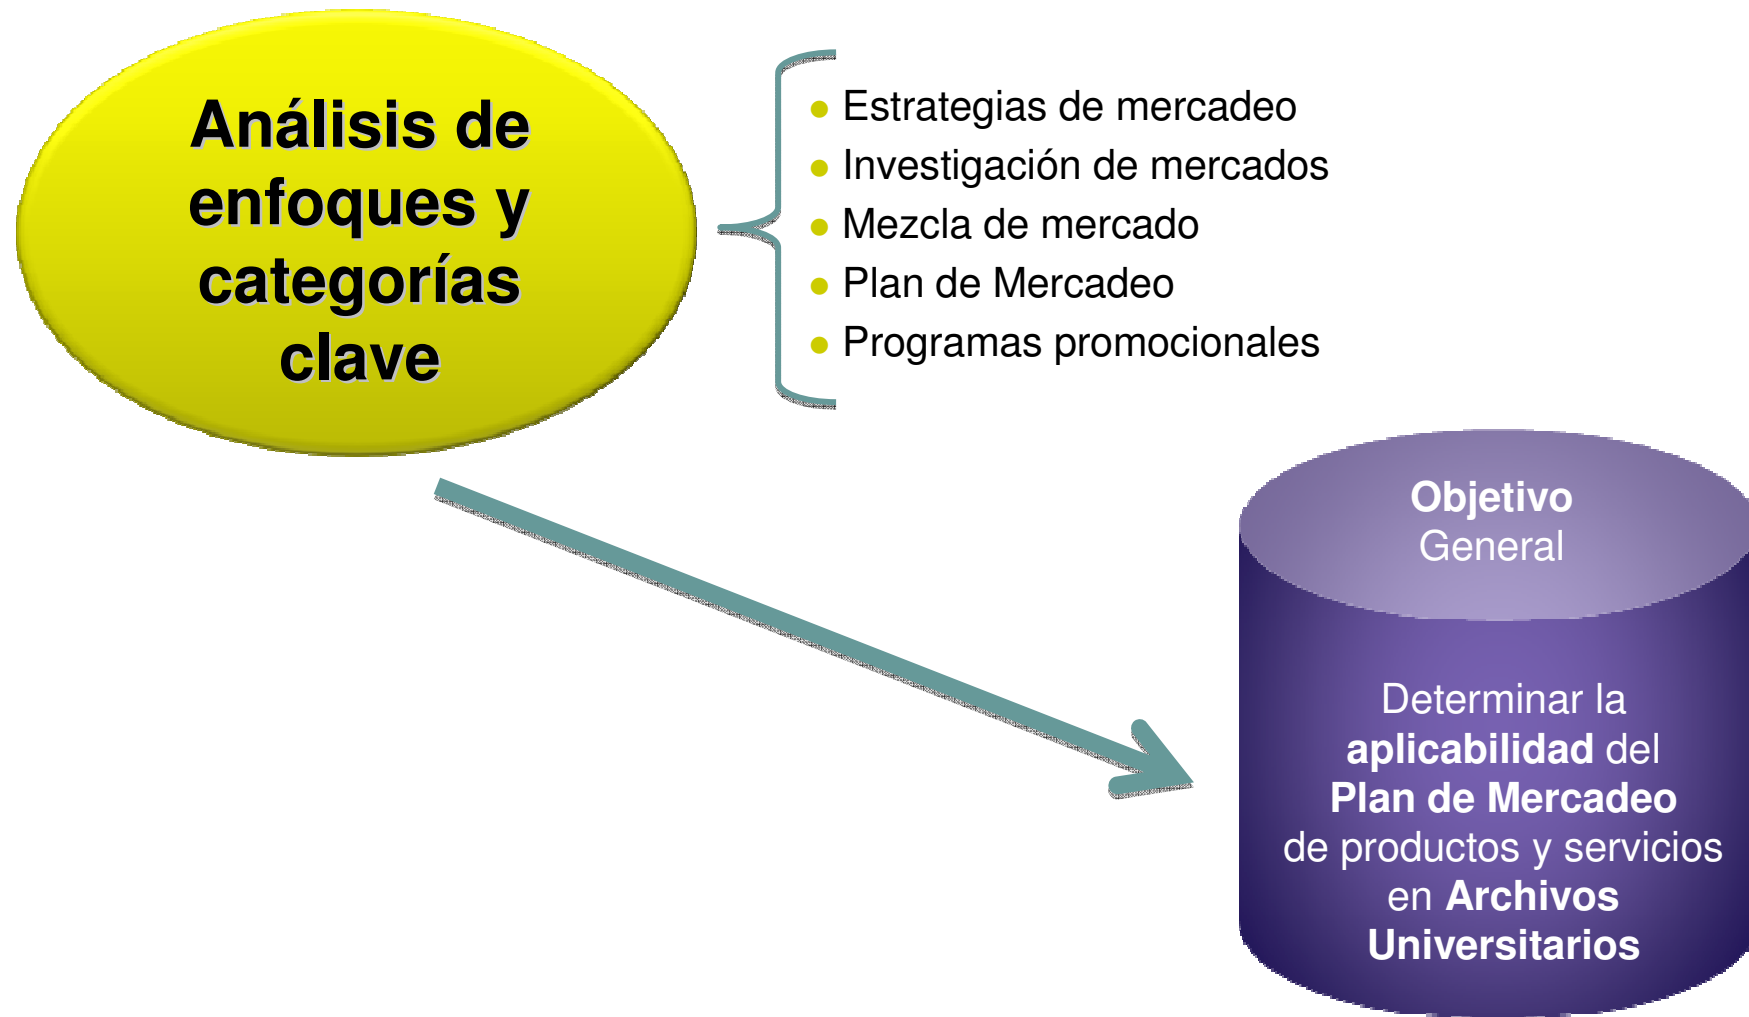 Análisis de
enfoques y
categorías
clave
Estrategias de mercadeo
Investigación de mercados
Mezcla de mercado
Plan de Mercadeo
Programas promocionales
Objetivo
General
Determinar la
aplicabilidad del
Plan de Mercadeo
de productos y servicios
en Archivos
Universitarios